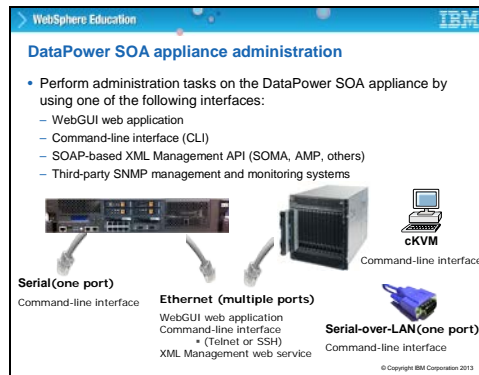 WebSphere Education
IBM
DataPower SOA appliance administration
• Perform administration tasks on the DataPower SOA appliance by
using one of the following interfaces:
– WebGUI web application
– Command-line interface (CLI)
– SOAP-based XML Management API (SOMA, AMP, others)
– Third-party SNMP management and monitoring systems
cKVM
Command-line interface
Serial(one port)
Command-line interface
Ethernet (multiple ports)
WebGUI web application
Command-line interface
▪ (Telnet or SSH)
XML Management web service
Serial-over-LAN(one port)
Command-line interface
© Copyright IBM Corporation 2013